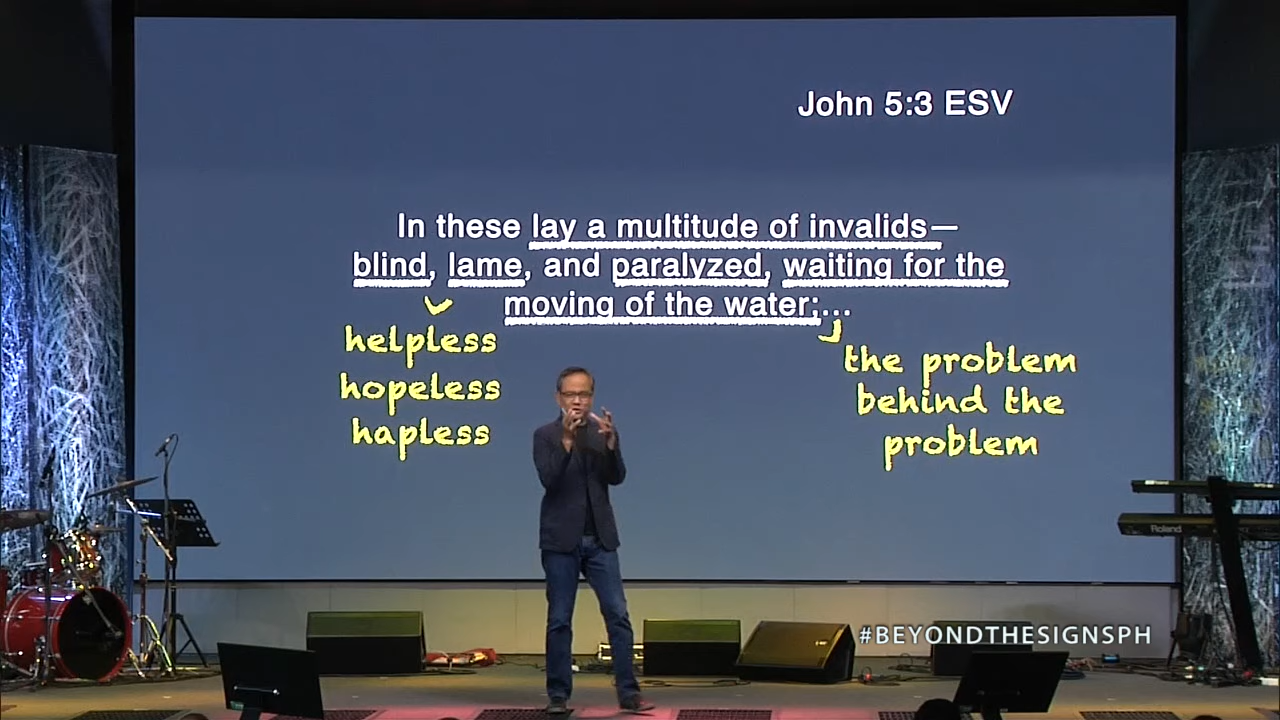 John 5:3 ESV
In these lay a multitude of invalids—
blind, lame, and paralyzed, waiting for the
moving of the water;...
helpless
hopeless
hapless
the problem
behind the
problem
Roland
#BEYONDTHESIGNSPH